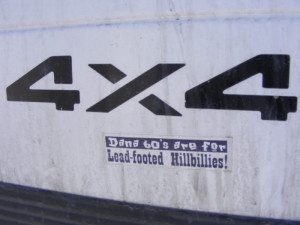 4x4
Dana 60's are for
Lead-footed Hillbillies!